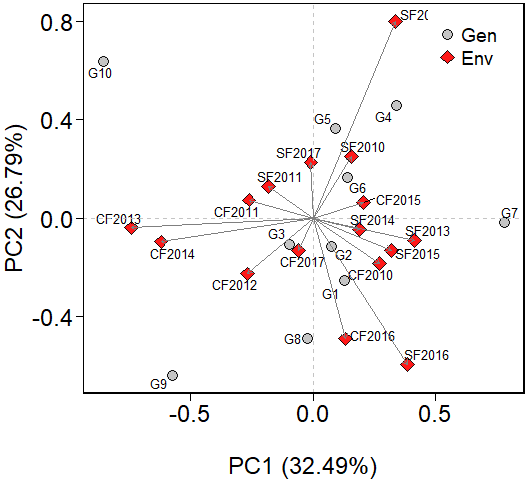 0.8
SF20
Gen
Env
G10
G4
0.4
G5
SF2010
SF2017
G6
SF2011
CF2015
CF2011
CF2013
0.0
G7
SF2014
SF2013
G3
CF2014
G2
SF2015
CF2017
CF2010
CF2012
G1
-0.4
G8
CF2016
SF2016
G9
PC2 (26.79%)
-0.5
0.0
0.5
PC1 (32.49%)